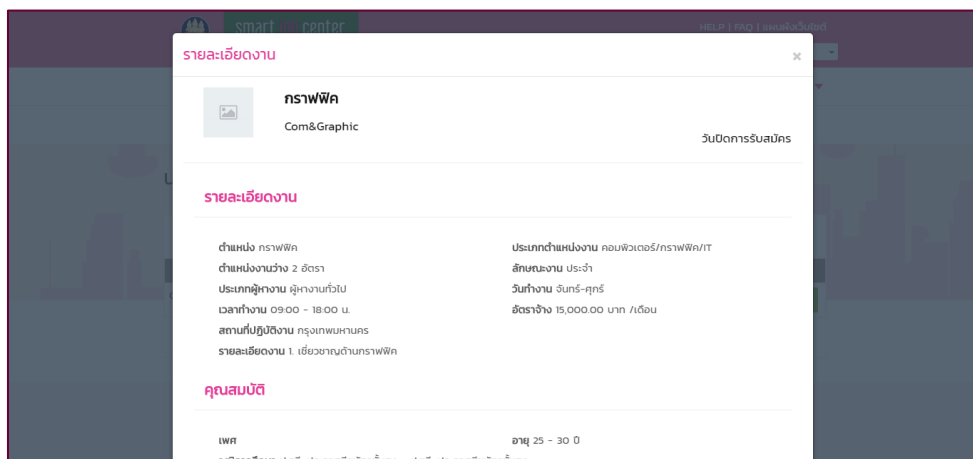 smart job center
HELP | FAQ | แผนผังเว็บไซต์
รายละเอียดงาน ×
กราฟฟิค
Com&Graphic
วันปิดการรับสมัคร
รายละเอียดงาน
ตำแหน่ง กราฟฟิค ประเภทตำแหน่งงาน คอมพิวเตอร์/กราฟฟิค/IT
ตำแหน่งงานว่าง 2 อัตรา ลักษณะงาน ประจำ
ประเภทผู้หางาน ผู้หางานทั่วไป วันทำงาน จันทร์-ศุกร์
เวลาทำงาน 09:00 - 18:00 น. อัตราจ้าง 15,000.00 บาท /เดือน
สถานที่ปฏิบัติงาน กรุงเทพมหานคร
รายละเอียดงาน 1. เชี่ยวชาญด้านกราฟฟิค
คุณสมบัติ
เพศ อายุ 25 - 30 ปี